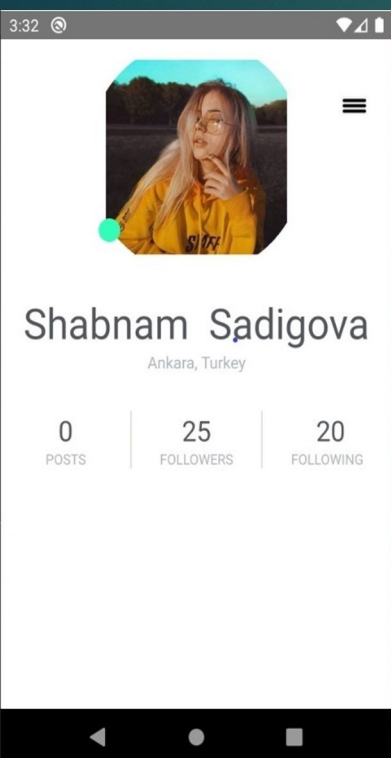 3:32
Shabnam Sadigova
Ankara, Turkey
0 25 20
POSTS FOLLOWERS FOLLOWING